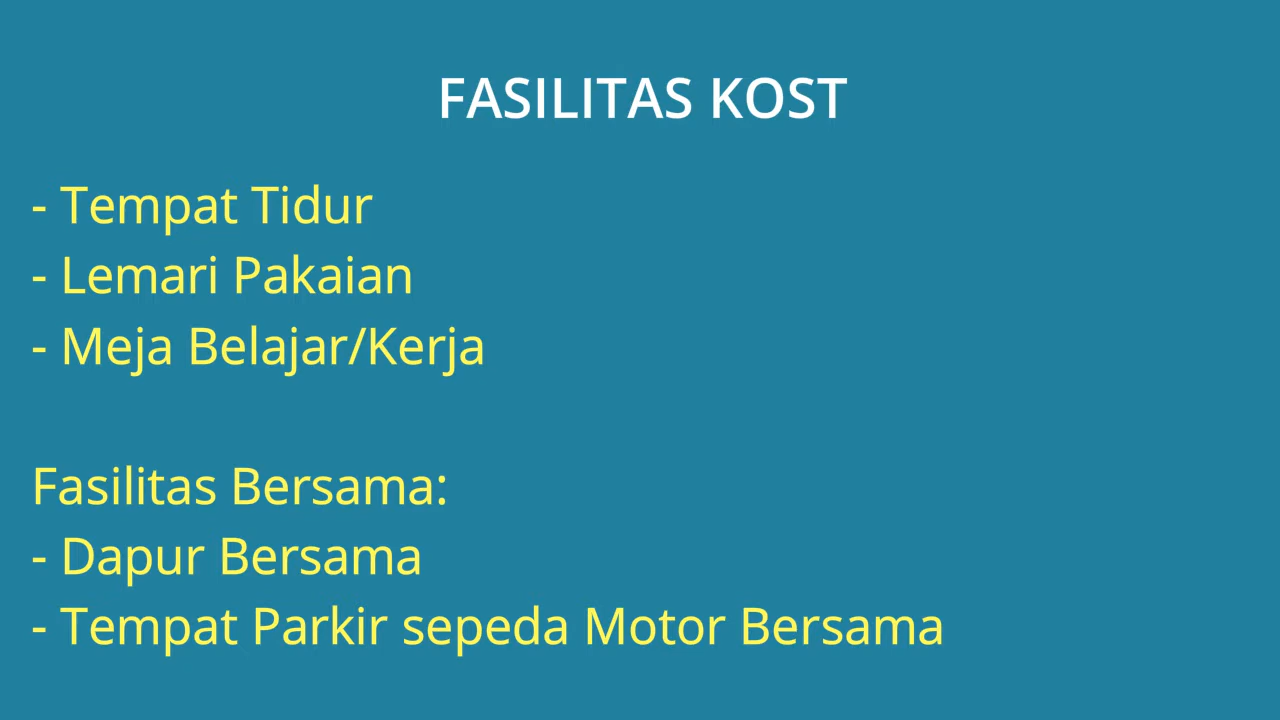 FASILITAS KOST
- Tempat Tidur
- Lemari Pakaian
- Meja Belajar/Kerja
Fasilitas Bersama:
- Dapur Bersama
- Tempat Parkir sepeda Motor Bersama